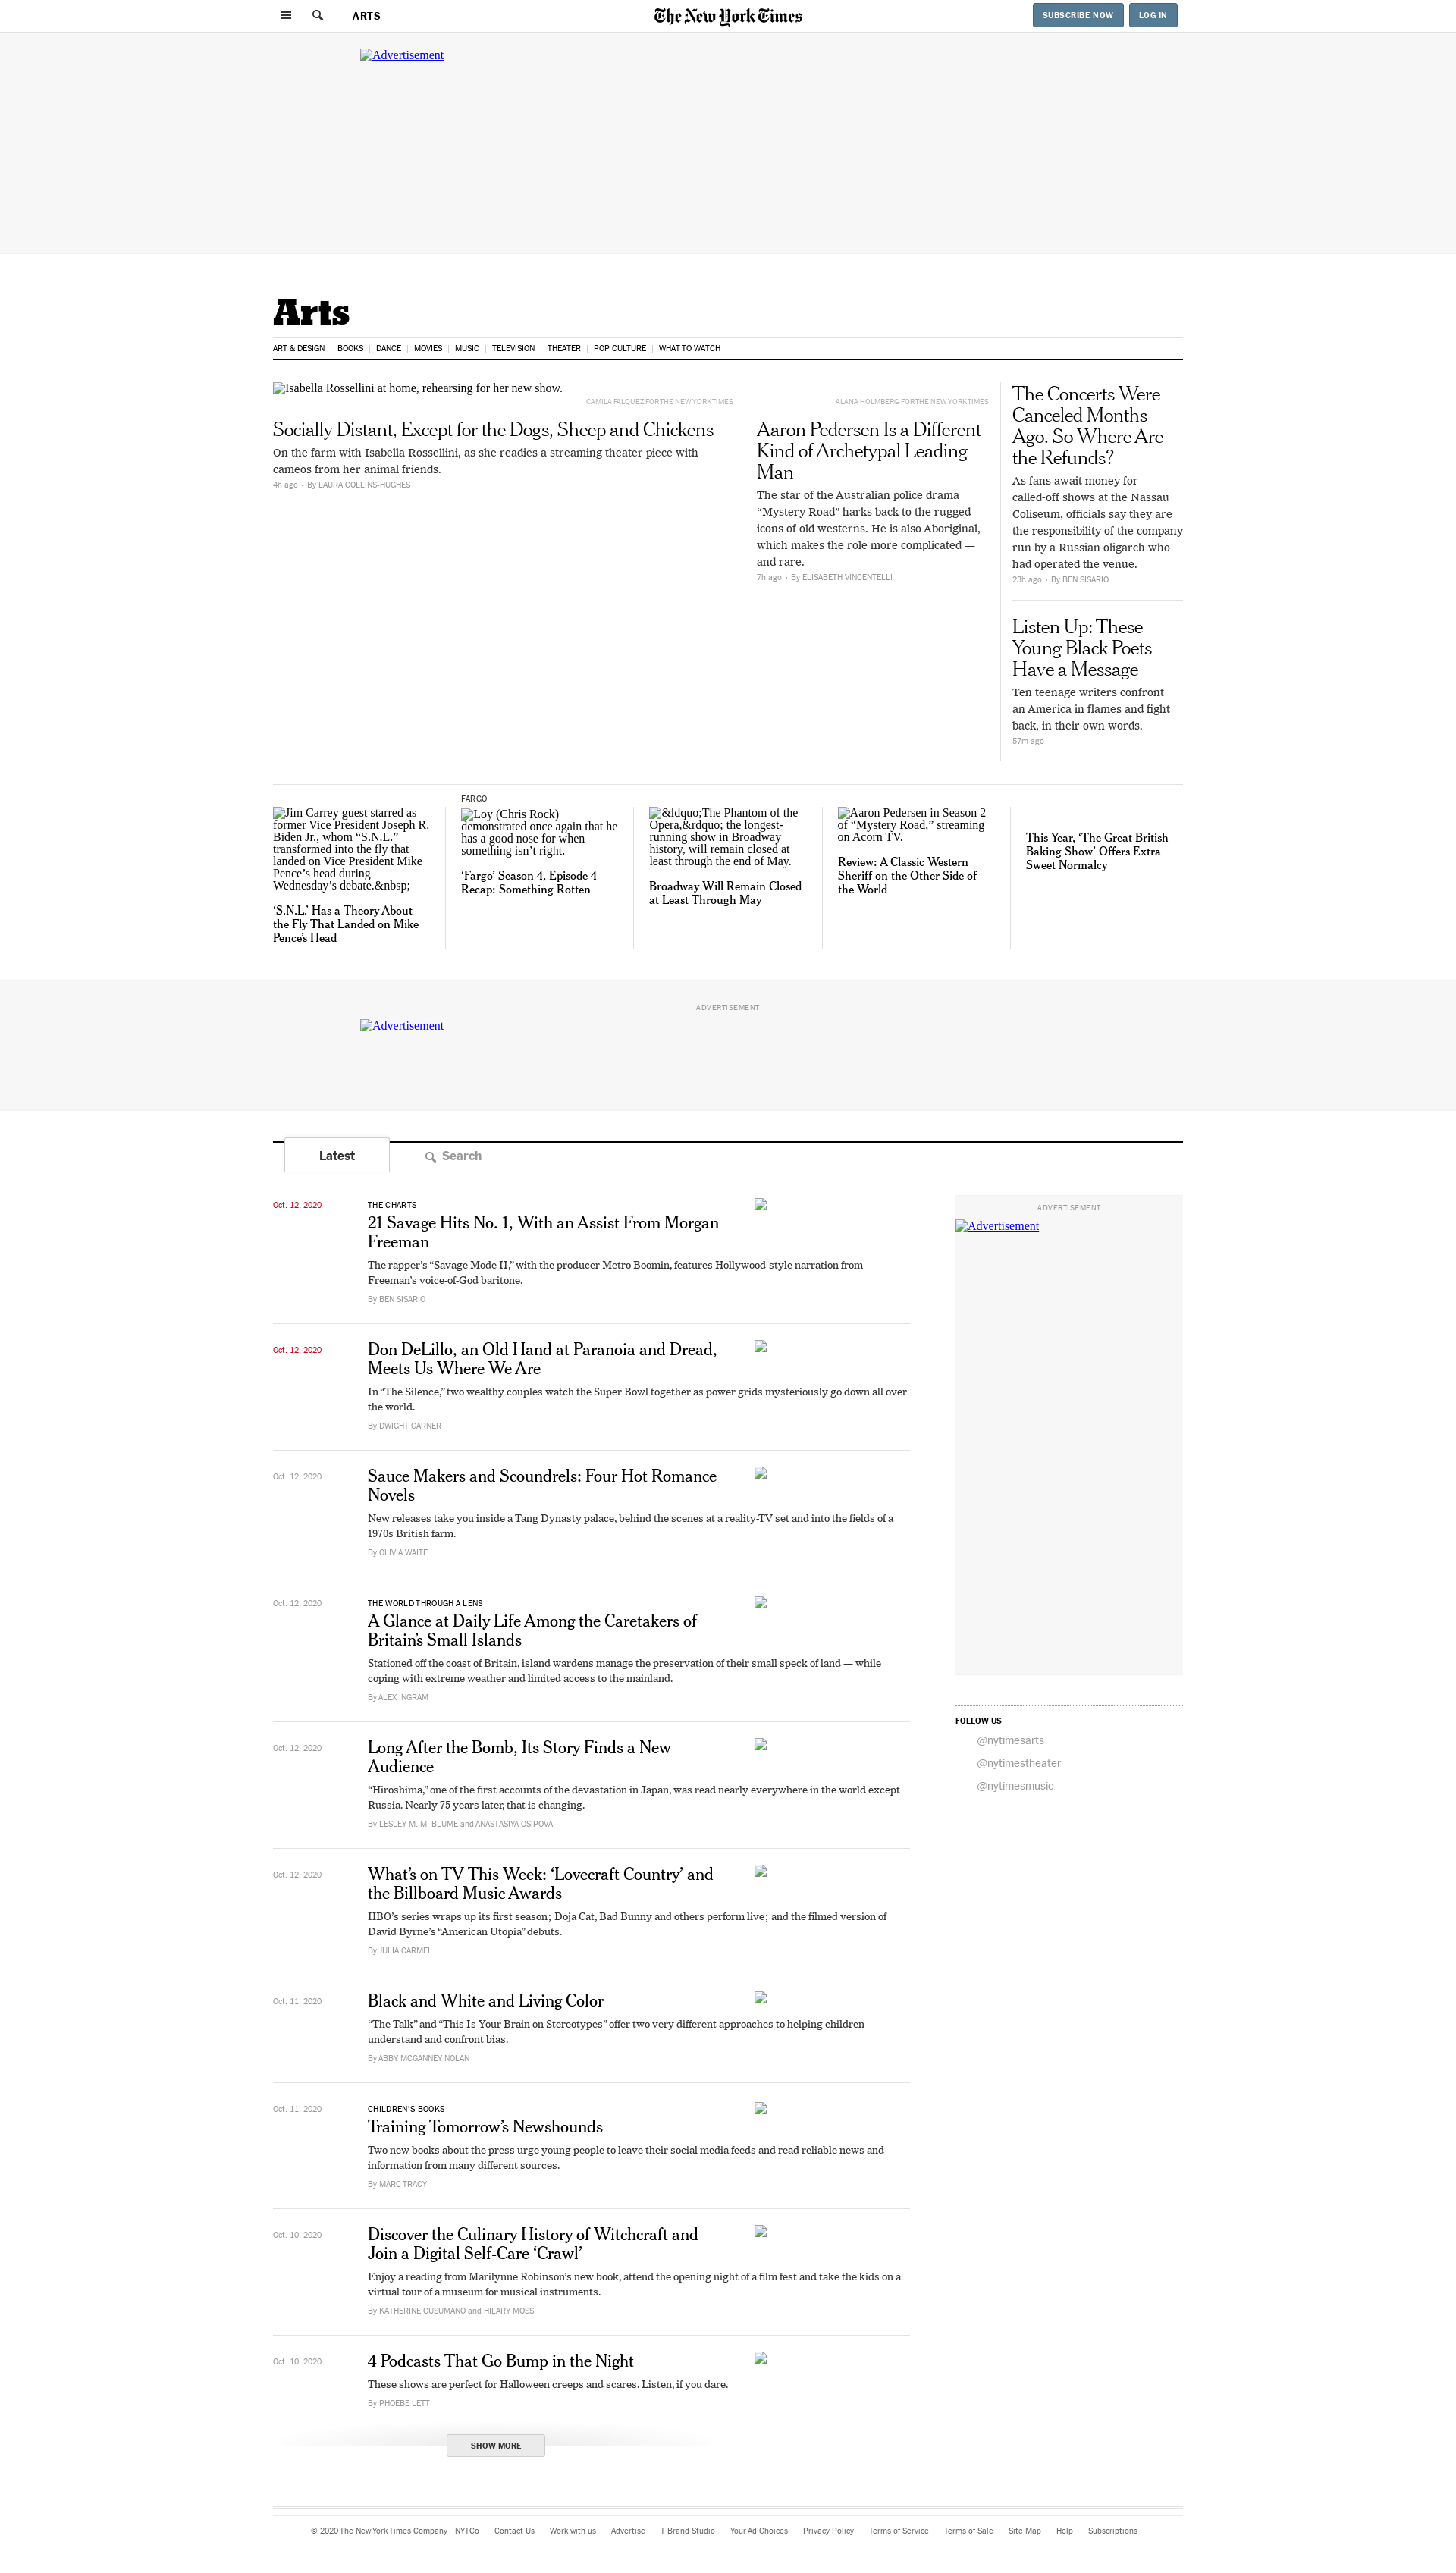 ARTS
The New York Times
SUBSCRIBE NOW
LOG IN
Advertisement
Arts
ART & DESIGN | BOOKS | DANCE | MOVIES | MUSIC | TELEVISION | THEATER | POP CULTURE | WHAT TO WATCH
Isabella Rossellini at home, rehearsing for her new show.
CAMILA FALQUEZ FOR THE NEW YORK TIMES
Socially Distant, Except for the Dogs, Sheep and Chickens
On the farm with Isabella Rossellini, as she readies a streaming theater piece with
cameos from her animal friends.
4h ago • By LAURA COLLINS-HUGHES
ALANA HOLMBERG FOR THE NEW YORK TIMES
Aaron Pedersen Is a Different
Kind of Archetypal Leading
Man
The star of the Australian police drama
“Mystery Road” harks back to the rugged
icons of old westerns. He is also Aboriginal,
which makes the role more complicated —
and rare.
7h ago • By ELISABETH VINCENTELLI
The Concerts Were
Canceled Months
Ago. So Where Are
the Refunds?
As fans await money for
called-off shows at the Nassau
Coliseum, officials say they are
the responsibility of the company
run by a Russian oligarch who
had operated the venue.
23h ago • By BEN SISARIO
Listen Up: These
Young Black Poets
Have a Message
Ten teenage writers confront
an America in flames and fight
back, in their own words.
57m ago
Jim Carrey guest starred as
former Vice President Joseph R.
Biden Jr., whom “S.N.L.”
transformed into the fly that
landed on Vice President Mike
Pence’s head during
Wednesday’s debate.&nbsp;
‘S.N.L.’ Has a Theory About
the Fly That Landed on Mike
Pence’s Head
FARGO
Loy (Chris Rock)
demonstrated once again that he
has a good nose for when
something isn’t right.
‘Fargo’ Season 4, Episode 4
Recap: Something Rotten
&ldquo;The Phantom of the
Opera,&rdquo; the longest-
running show in Broadway
history, will remain closed at
least through the end of May.
Broadway Will Remain Closed
at Least Through May
Aaron Pedersen in Season 2
of “Mystery Road,” streaming
on Acorn TV.
Review: A Classic Western
Sheriff on the Other Side of
the World
This Year, ‘The Great British
Baking Show’ Offers Extra
Sweet Normalcy
ADVERTISEMENT
Advertisement
Latest
Search
Oct. 12, 2020
THE CHARTS
21 Savage Hits No. 1, With an Assist From Morgan
Freeman
The rapper’s “Savage Mode II,” with the producer Metro Boomin, features Hollywood-style narration from
Freeman’s voice-of-God baritone.
By BEN SISARIO
Oct. 12, 2020
Don DeLillo, an Old Hand at Paranoia and Dread,
Meets Us Where We Are
In “The Silence,” two wealthy couples watch the Super Bowl together as power grids mysteriously go down all over
the world.
By DWIGHT GARNER
Oct. 12, 2020
Sauce Makers and Scoundrels: Four Hot Romance
Novels
New releases take you inside a Tang Dynasty palace, behind the scenes at a reality-TV set and into the fields of a
1970s British farm.
By OLIVIA WAITE
Oct. 12, 2020
THE WORLD THROUGH A LENS
A Glance at Daily Life Among the Caretakers of
Britain’s Small Islands
Stationed off the coast of Britain, island wardens manage the preservation of their small speck of land — while
coping with extreme weather and limited access to the mainland.
By ALEX INGRAM
Oct. 12, 2020
Long After the Bomb, Its Story Finds a New
Audience
“Hiroshima,” one of the first accounts of the devastation in Japan, was read nearly everywhere in the world except
Russia. Nearly 75 years later, that is changing.
By LESLEY M. M. BLUME and ANASTASIYA OSIPOVA
Oct. 12, 2020
What’s on TV This Week: ‘Lovecraft Country’ and
the Billboard Music Awards
HBO’s series wraps up its first season; Doja Cat, Bad Bunny and others perform live; and the filmed version of
David Byrne’s “American Utopia” debuts.
By JULIA CARMEL
Oct. 11, 2020
Black and White and Living Color
“The Talk” and “This Is Your Brain on Stereotypes” offer two very different approaches to helping children
understand and confront bias.
By ABBY MCGANNEY NOLAN
Oct. 11, 2020
CHILDREN’S BOOKS
Training Tomorrow’s Newshounds
Two new books about the press urge young people to leave their social media feeds and read reliable news and
information from many different sources.
By MARC TRACY
Oct. 10, 2020
Discover the Culinary History of Witchcraft and
Join a Digital Self-Care ‘Crawl’
Enjoy a reading from Marilynne Robinson’s new book, attend the opening night of a film fest and take the kids on a
virtual tour of a museum for musical instruments.
By KATHERINE CUSUMANO and HILARY MOSS
Oct. 10, 2020
4 Podcasts That Go Bump in the Night
These shows are perfect for Halloween creeps and scares. Listen, if you dare.
By PHOEBE LETT
SHOW MORE
ADVERTISEMENT
Advertisement
FOLLOW US
@nytimesarts
@nytimestheater
@nytimesmusic
© 2020 The New York Times Company NYTCo Contact Us Work with us Advertise T Brand Studio Your Ad Choices Privacy Policy Terms of Service Terms of Sale Site Map Help Subscriptions